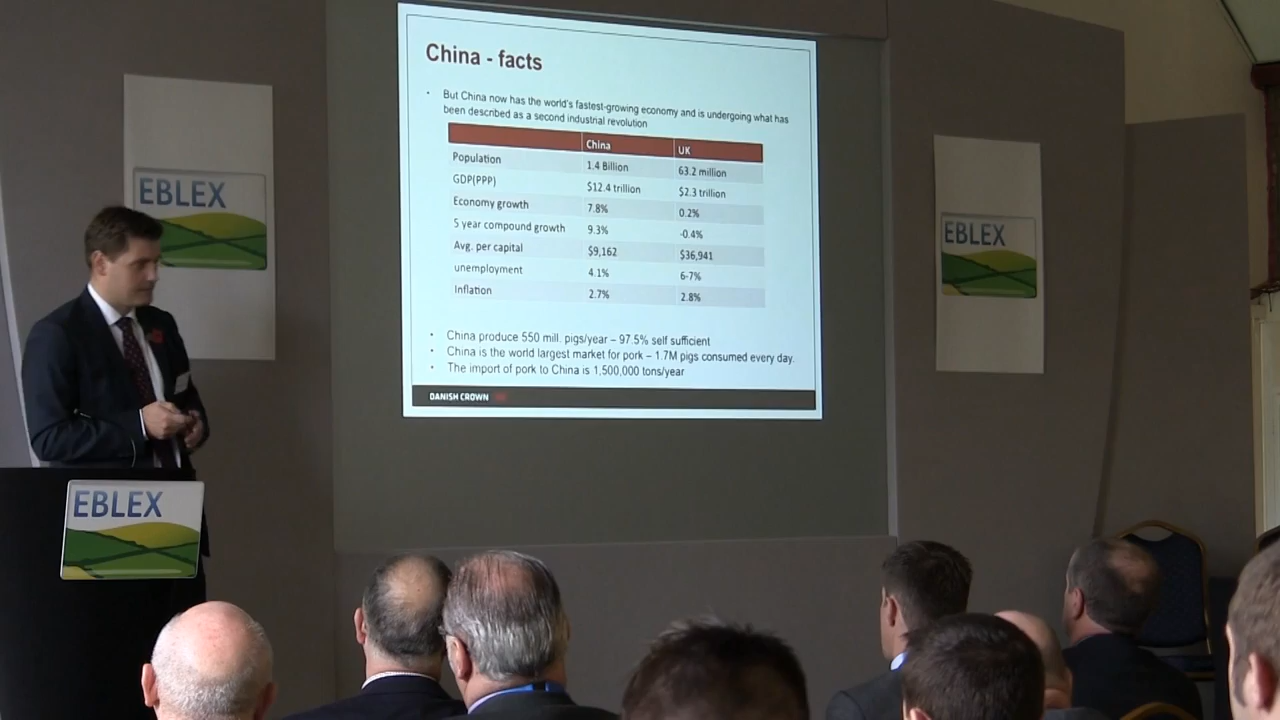 China - facts
• But China now has the world's fastest-growing economy and is undergoing what has
been described as a second industrial revolution
China UK
Population 1.4 Billion 63.2 million
GDP(PPP) $12.4 trillion $2.3 trillion
Economy growth 7.8% 0.2%
5 year compound growth 9.3% -0.4%
Avg. per capital $9,162 $36,941
unemployment 4.1% 6-7%
Inflation 2.7% 2.8%
• China produce 550 mill. pigs/year – 97.5% self sufficient
• China is the world largest market for pork – 1.7M pigs consumed every day.
• The import of pork to China is 1,500,000 tons/year
DANISH CROWN
EBLEX
EBLEX
EBLEX